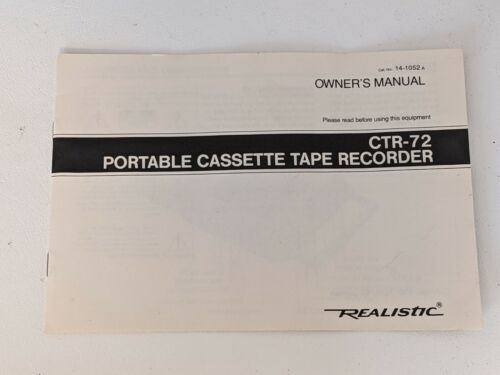 Cat. No. 14-1052 A
OWNER'S MANUAL
Please read before using this equipment
CTR-72
PORTABLE CASSETTE TAPE RECORDER
REALISTIC®